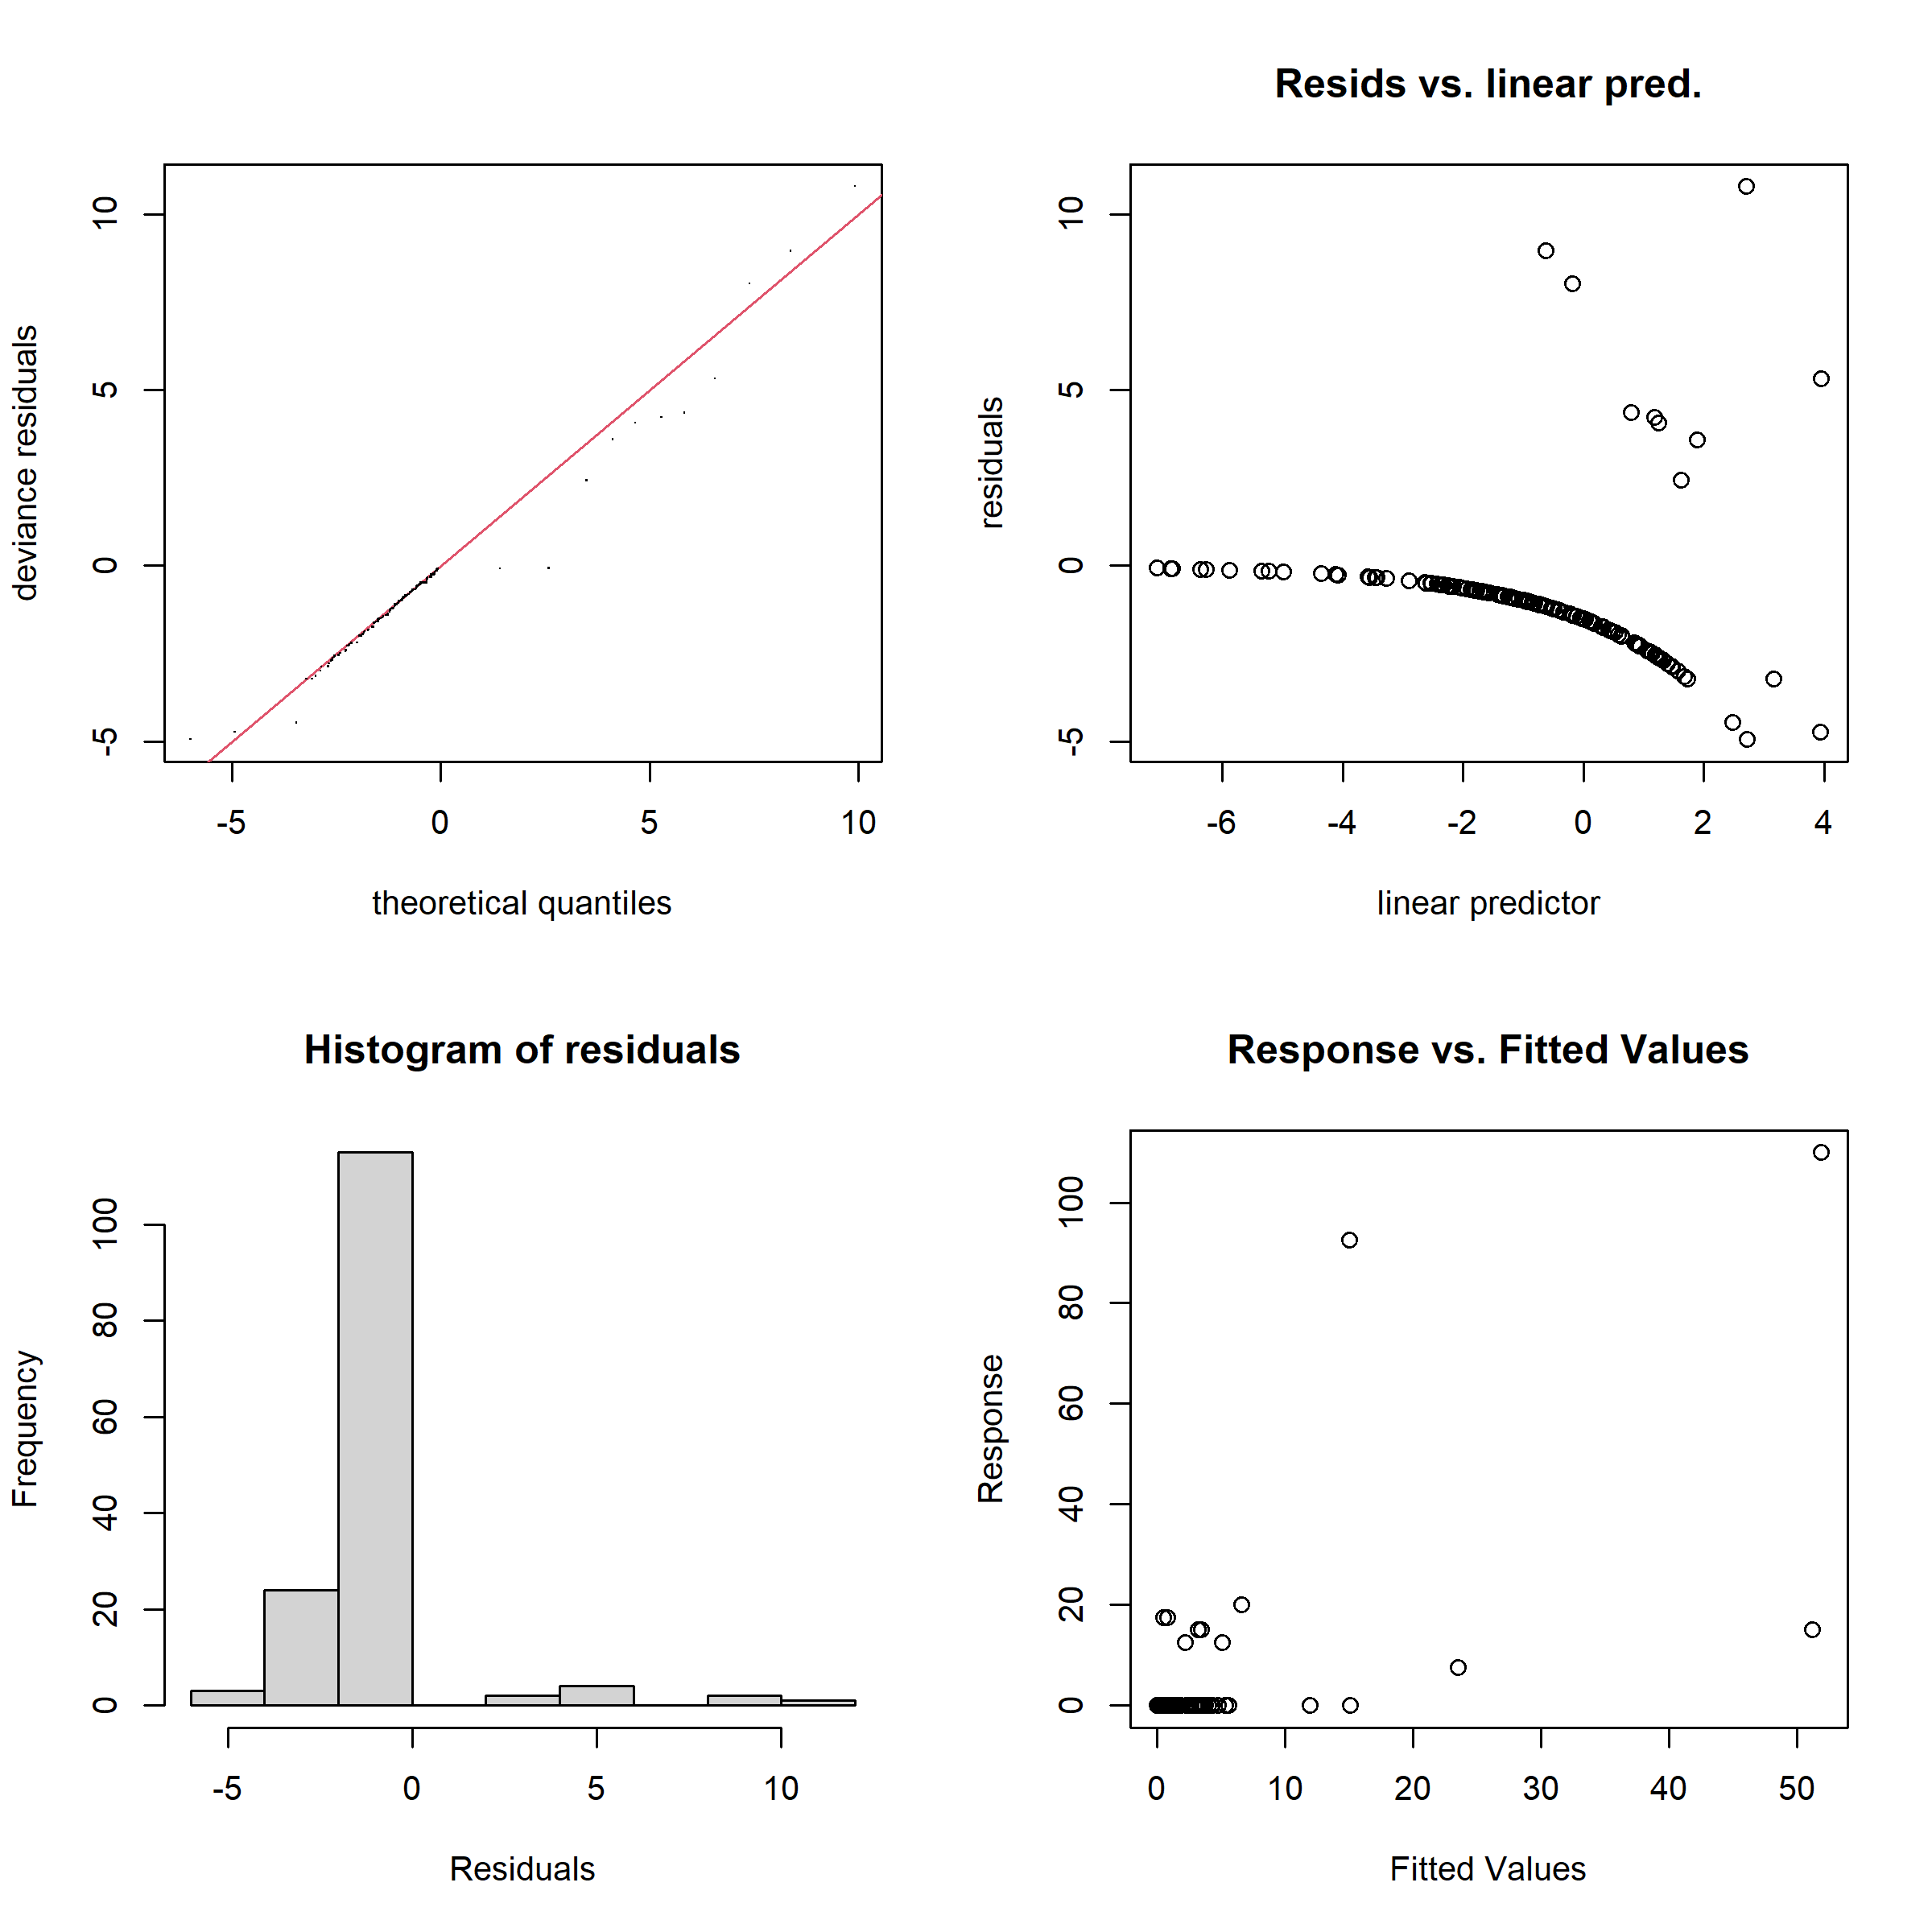 deviance residuals
10
5
0
-5
-5 0 5 10
theoretical quantiles
Resids vs. linear pred.
residuals
10
5
0
-5
-6 -4 -2 0 2 4
linear predictor
Histogram of residuals
Frequency
100
80
60
40
20
0
-5 0 5 10
Residuals
Response vs. Fitted Values
Response
100
80
60
40
20
0
0 10 20 30 40 50
Fitted Values